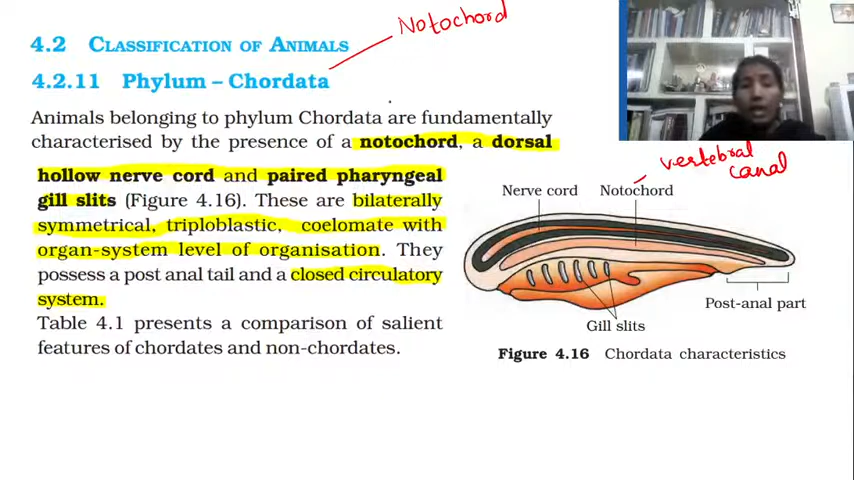 Notochord
4.2 CLASSIFICATION OF ANIMALS
4.2.11 Phylum – Chordata
Animals belonging to phylum Chordata are fundamentally
characterised by the presence of a notochord, a dorsal
hollow nerve cord and paired pharyngeal
gill slits (Figure 4.16). These are bilaterally
symmetrical, triploblastic, coelomate with
organ-system level of organisation. They
possess a post anal tail and a closed circulatory
system.
Table 4.1 presents a comparison of salient
features of chordates and non-chordates.
vertebral
canal
Nerve cord Notochord
Post-anal part
Gill slits
Figure 4.16 Chordata characteristics